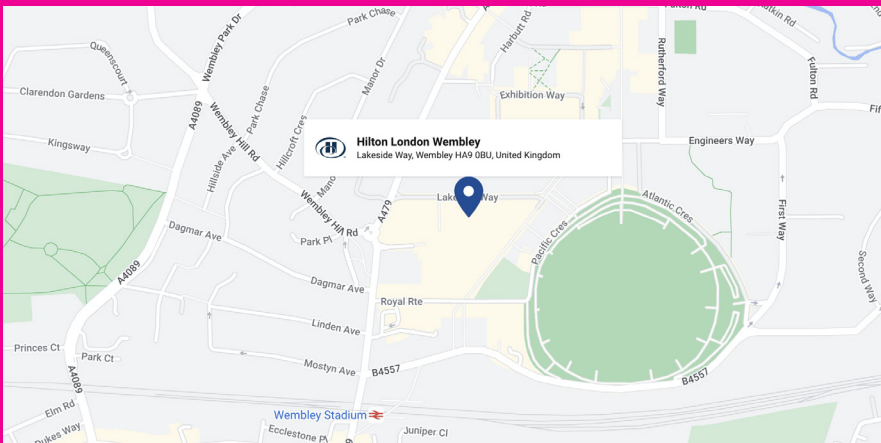 Fulton Rd
Harbutt Rd
Park Chase
Wembley Park Dr
Queenscourt
Rutherford Way
Fulton Rd
Manor Dr
Clarendon Gardens
Exhibition Way
A4089
Park Chase
Wembley Hill Rd
Kingsway
Hillside Ave
Hillcroft Cres
Engineers Way
Hilton London Wembley
Lakeside Way, Wembley HA9 0BU, United Kingdom
Wembley Hill Rd
A479
Atlantic Cres
First Way
Dagmar Ave
Park Pl
Pacific Cres
Second Way
A4089
Dagmar Ave
Royal Rte
Linden Ave
Princes Ct
Park Ct
Mostyn Ave
B4557
B4557
A4089
Elm Rd
Wembley Stadium
Dukes Way
Ecclestone Pl
Juniper Cl